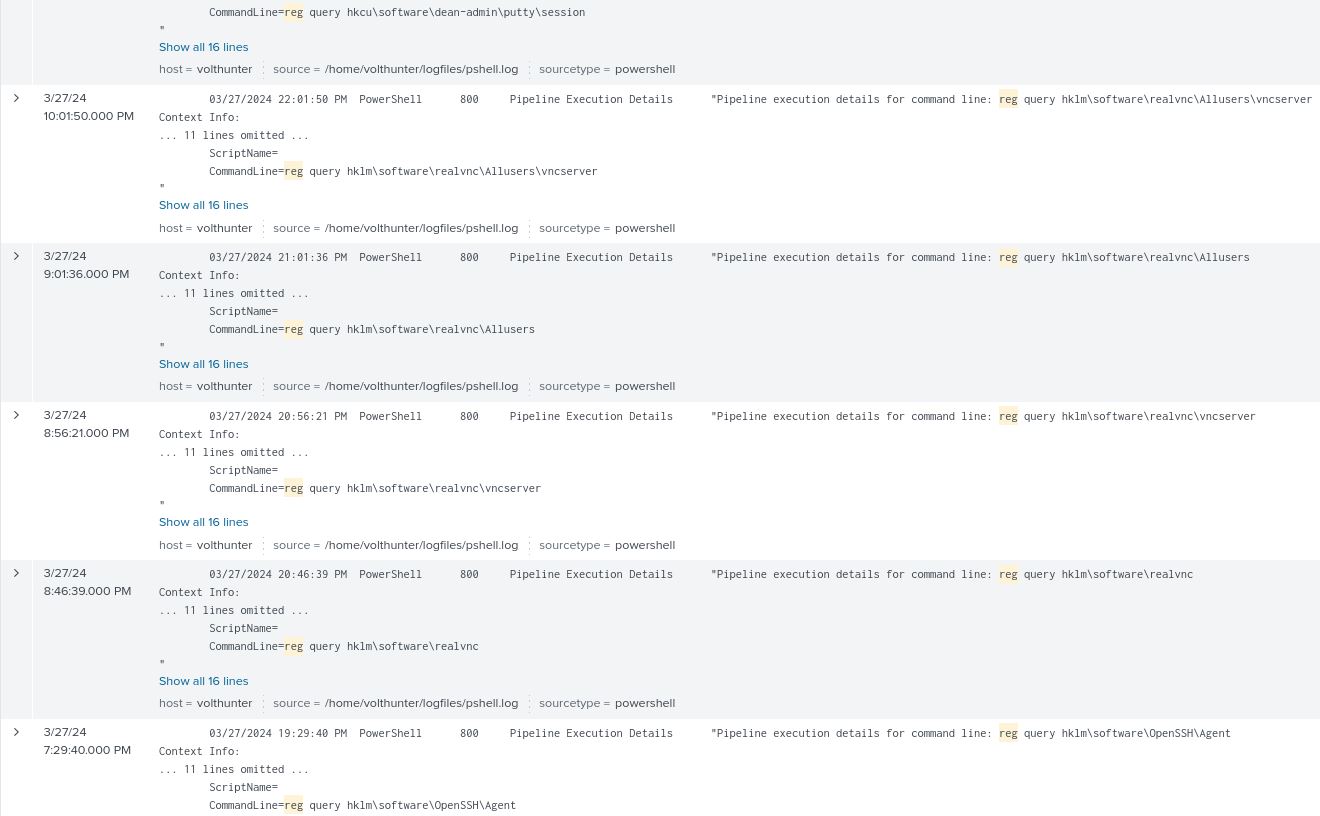 CommandLine=reg query hkcu\software\dean-admin\putty\session
"
Show all 16 lines
host = volthunter source = /home/volthunter/logfiles/pshell.log sourcetype = powershell
3/27/24 03/27/2024 22:01:50 PM PowerShell 800 Pipeline Execution Details "Pipeline execution details for command line: reg query hklm\software\realvnc\Allusers\vncserver
10:01:50.000 PM Context Info:
... 11 lines omitted ...
ScriptName=
CommandLine=reg query hklm\software\realvnc\Allusers\vncserver
"
Show all 16 lines
host = volthunter source = /home/volthunter/logfiles/pshell.log sourcetype = powershell
3/27/24 03/27/2024 21:01:36 PM PowerShell 800 Pipeline Execution Details "Pipeline execution details for command line: reg query hklm\software\realvnc\Allusers
9:01:36.000 PM Context Info:
... 11 lines omitted ...
ScriptName=
CommandLine=reg query hklm\software\realvnc\Allusers
"
Show all 16 lines
host = volthunter source = /home/volthunter/logfiles/pshell.log sourcetype = powershell
3/27/24 03/27/2024 20:56:21 PM PowerShell 800 Pipeline Execution Details "Pipeline execution details for command line: reg query hklm\software\realvnc\vncserver
8:56:21.000 PM Context Info:
... 11 lines omitted ...
ScriptName=
CommandLine=reg query hklm\software\realvnc\vncserver
"
Show all 16 lines
host = volthunter source = /home/volthunter/logfiles/pshell.log sourcetype = powershell
3/27/24 03/27/2024 20:46:39 PM PowerShell 800 Pipeline Execution Details "Pipeline execution details for command line: reg query hklm\software\realvnc
8:46:39.000 PM Context Info:
... 11 lines omitted ...
ScriptName=
CommandLine=reg query hklm\software\realvnc
"
Show all 16 lines
host = volthunter source = /home/volthunter/logfiles/pshell.log sourcetype = powershell
3/27/24 03/27/2024 19:29:40 PM PowerShell 800 Pipeline Execution Details "Pipeline execution details for command line: reg query hklm\software\OpenSSH\Agent
7:29:40.000 PM Context Info:
... 11 lines omitted ...
ScriptName=
CommandLine=reg query hklm\software\OpenSSH\Agent